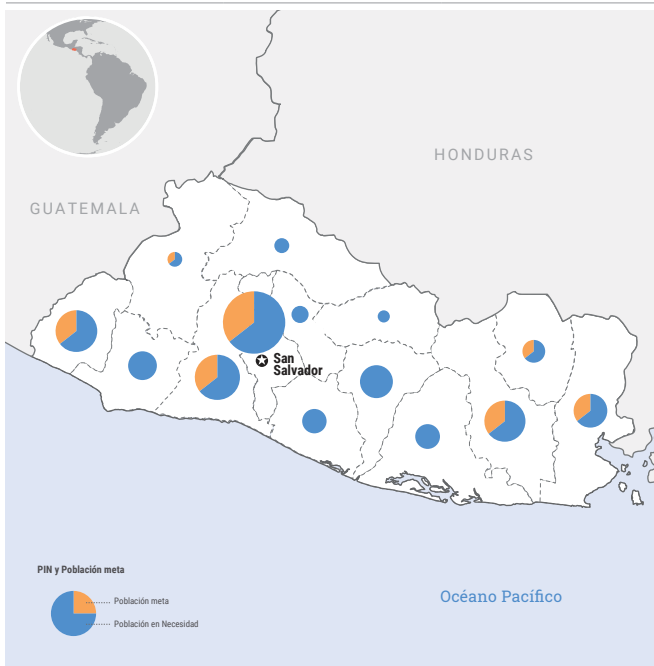 HONDURAS
GUATEMALA
San
Salvador
PIN y Población meta
Población meta
Población en Necesidad
Océano Pacífico